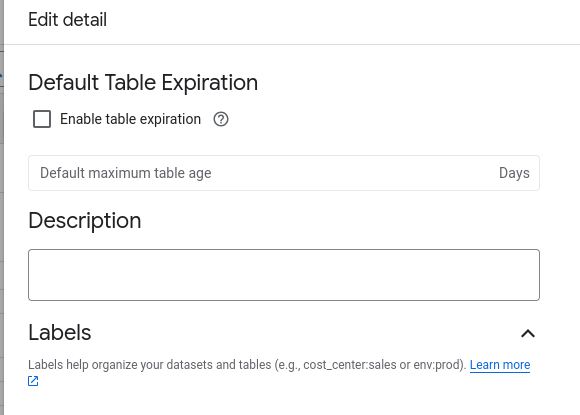 Edit detail
Default Table Expiration
Enable table expiration
Default maximum table age Days
Description
Labels
Labels help organize your datasets and tables (e.g., cost_center:sales or env:prod). Learn more